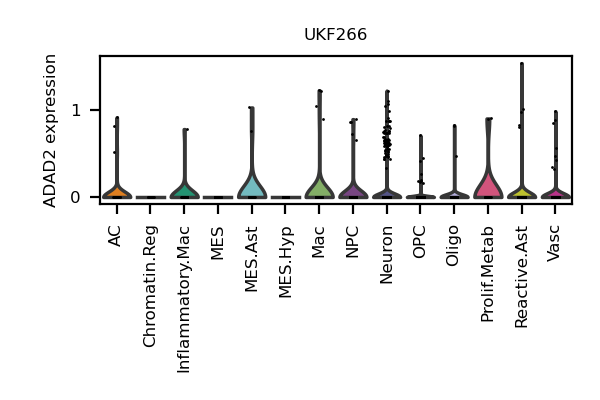 UKF266
ADAD2 expression
1
0
AC
Chromatin.Reg
Inflammatory.Mac
MES
MES.Ast
MES.Hyp
Mac
NPC
Neuron
OPC
Oligo
Prolif.Metab
Reactive.Ast
Vasc